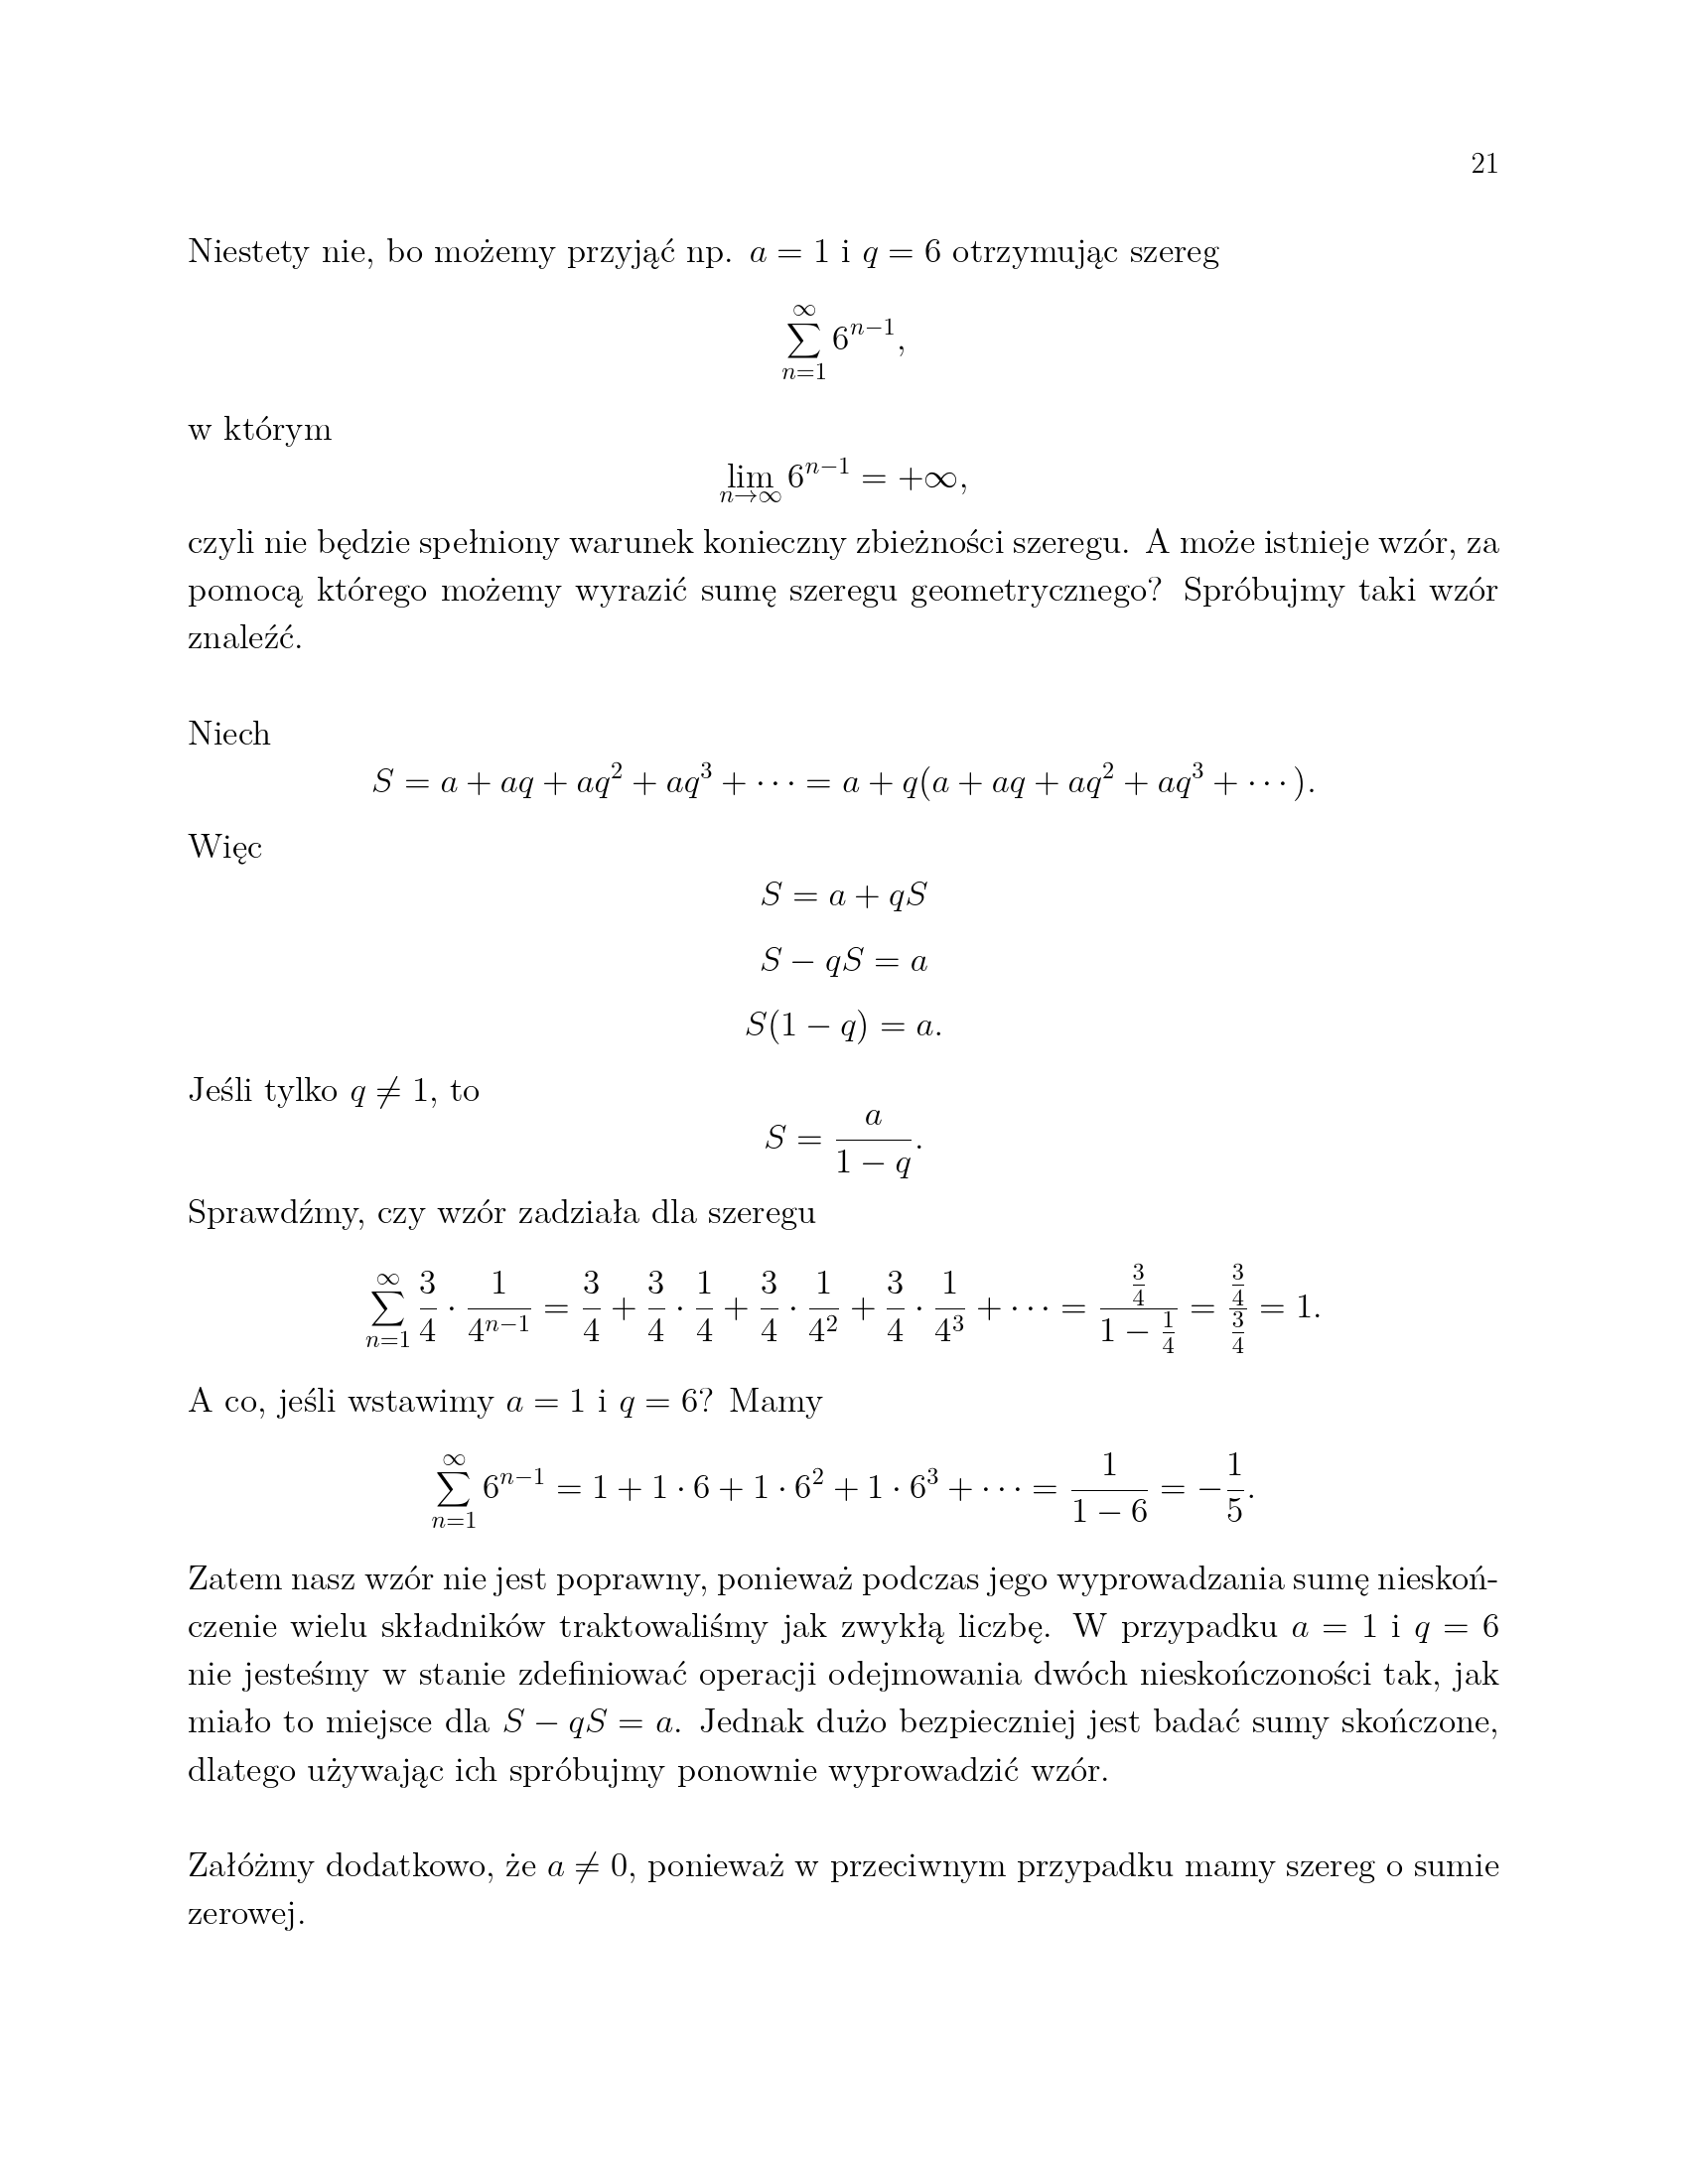 21
Niestety nie, bo możemy przyjąć np. $a = 1$ i $q = 6$ otrzymując szereg
$$\sum_{n=1}^{\infty} 6^{n-1},$$
w którym
$$\lim_{n \to \infty} 6^{n-1} = +\infty,$$
czyli nie będzie spełniony warunek konieczny zbieżności szeregu. A może istnieje wzór, za
pomocą którego możemy wyrazić sumę szeregu geometrycznego? Spróbujmy taki wzór
znaleźć.
Niech
$$S = a + aq + aq^2 + aq^3 + \cdots = a + q(a + aq + aq^2 + aq^3 + \cdots).$$
Więc
$$S = a + qS$$
$$S - qS = a$$
$$S(1 - q) = a.$$
Jeśli tylko $q \neq 1$, to
$$S = \frac{a}{1 - q}.$$
Sprawdźmy, czy wzór zadziała dla szeregu
$$\sum_{n=1}^{\infty} \frac{3}{4} \cdot \frac{1}{4^{n-1}} = \frac{3}{4} + \frac{3}{4} \cdot \frac{1}{4} + \frac{3}{4} \cdot \frac{1}{4^2} + \frac{3}{4} \cdot \frac{1}{4^3} + \cdots = \frac{\frac{3}{4}}{1 - \frac{1}{4}} = \frac{\frac{3}{4}}{\frac{3}{4}} = 1.$$
A co, jeśli wstawimy $a = 1$ i $q = 6$? Mamy
$$\sum_{n=1}^{\infty} 6^{n-1} = 1 + 1 \cdot 6 + 1 \cdot 6^2 + 1 \cdot 6^3 + \cdots = \frac{1}{1 - 6} = -\frac{1}{5}.$$
Zatem nasz wzór nie jest poprawny, ponieważ podczas jego wyprowadzania sumę nieskoń-
czenie wielu składników traktowaliśmy jak zwykłą liczbę. W przypadku $a = 1$ i $q = 6$
nie jesteśmy w stanie zdefiniować operacji odejmowania dwóch nieskończoności tak, jak
miało to miejsce dla $S - qS = a$. Jednak dużo bezpieczniej jest badać sumy skończone,
dlatego używając ich spróbujmy ponownie wyprowadzić wzór.
Załóżmy dodatkowo, że $a \neq 0$, ponieważ w przeciwnym przypadku mamy szereg o sumie
zerowej.